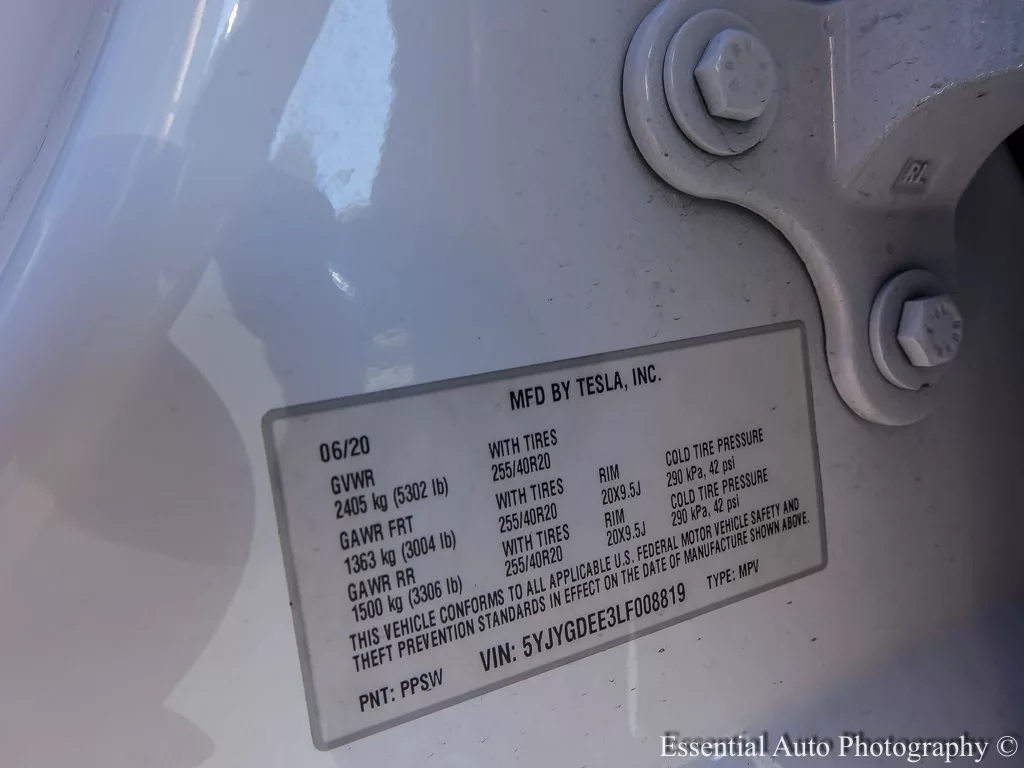 MFD BY TESLA, INC.
06/20
GVWR WITH TIRES
2405 kg (5302 lb) 255/40R20 RIM COLD TIRE PRESSURE
GAWR FRT WITH TIRES 20X9.5J 290 kPa, 42 psi
1363 kg (3004 lb) 255/40R20 RIM COLD TIRE PRESSURE
GAWR RR WITH TIRES 20X9.5J 290 kPa, 42 psi
1500 kg (3306 lb) 255/40R20
THIS VEHICLE CONFORMS TO ALL APPLICABLE U.S. FEDERAL MOTOR VEHICLE SAFETY AND
THEFT PREVENTION STANDARDS IN EFFECT ON THE DATE OF MANUFACTURE SHOWN ABOVE.
PNT: PPSW VIN: 5YJYGDEE3LF008819 TYPE: MPV
RL
Essential Auto Photography ©